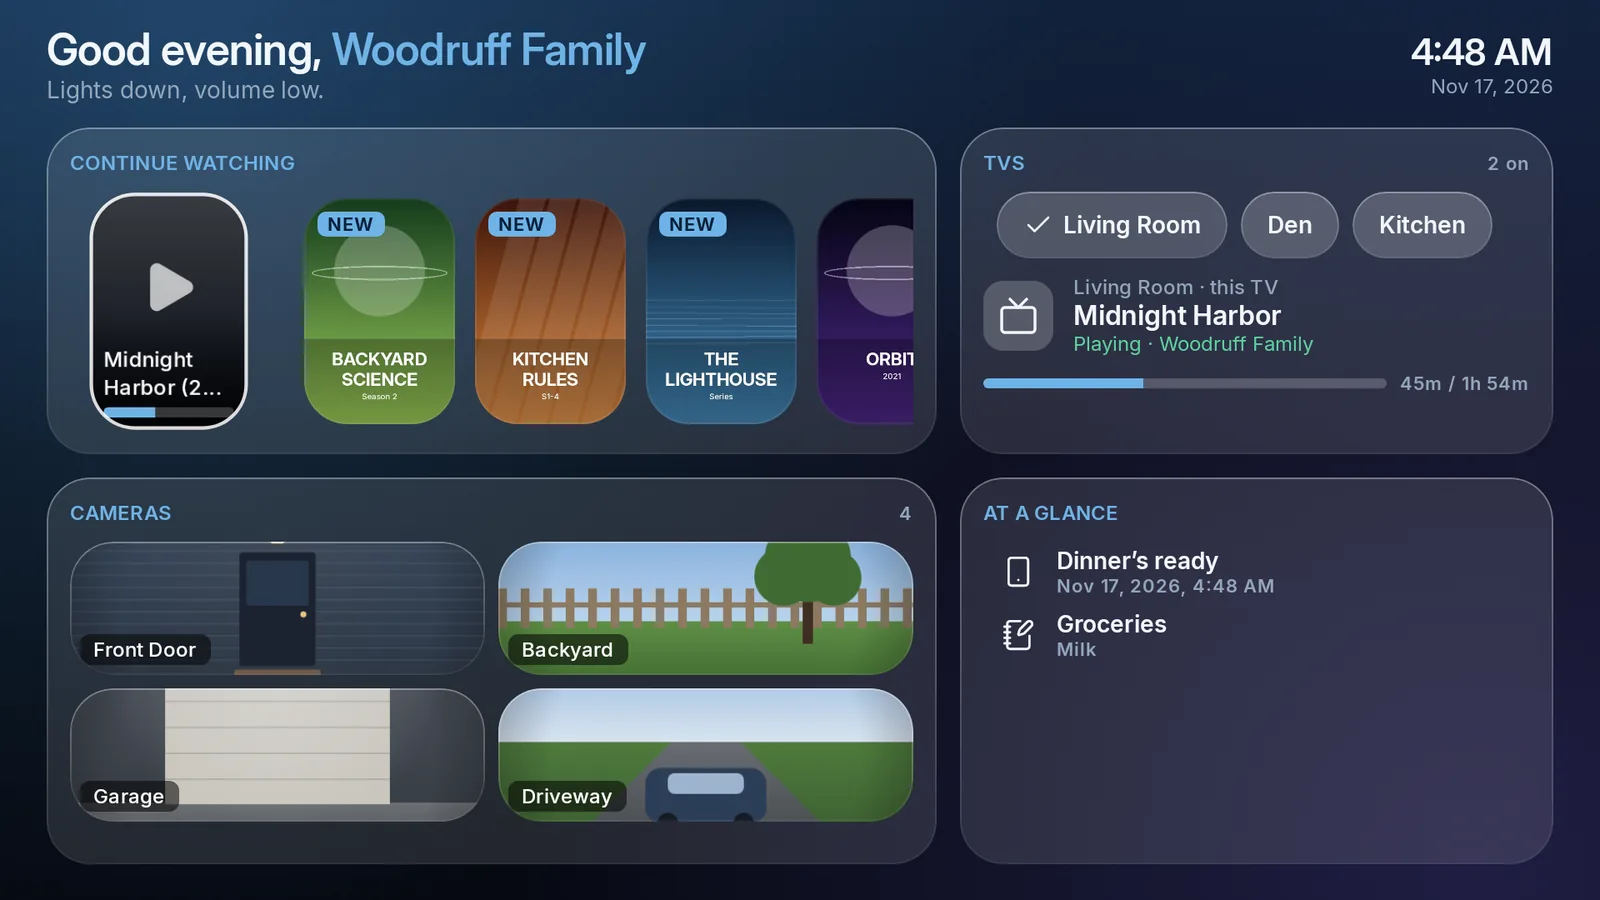 Good evening, Woodruff Family
Lights down, volume low.
4:48 AM
Nov 17, 2026
CONTINUE WATCHING
Midnight
Harbor (2...
NEW
BACKYARD
SCIENCE
Season 2
NEW
KITCHEN
RULES
S1-4
NEW
THE
LIGHTHOUSE
Series
ORBIT
2021
TVS
2 on
Living Room
Den
Kitchen
Living Room · this TV
Midnight Harbor
Playing · Woodruff Family
45m / 1h 54m
CAMERAS
4
Front Door
Backyard
Garage
Driveway
AT A GLANCE
Dinner’s ready
Nov 17, 2026, 4:48 AM
Groceries
Milk